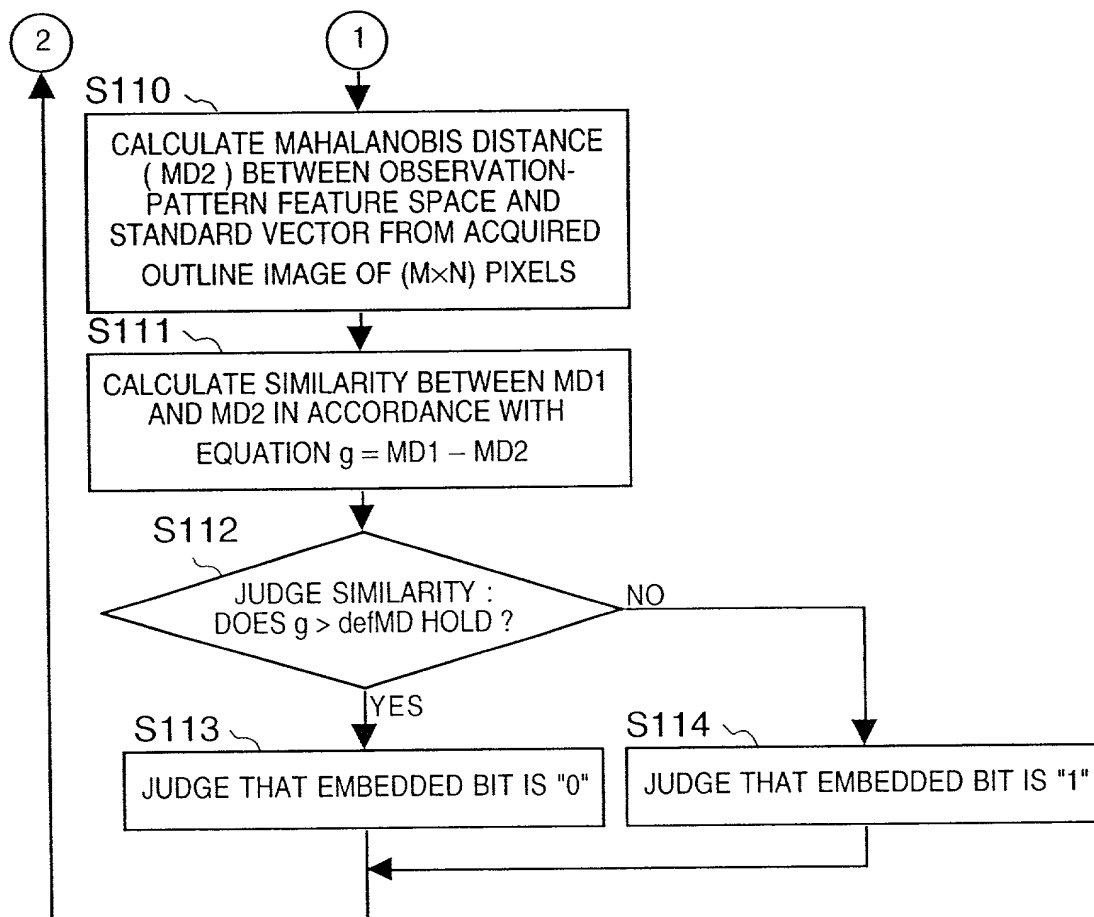 2
1
S110
CALCULATE MAHALANOBIS DISTANCE
( MD2 ) BETWEEN OBSERVATION-
PATTERN FEATURE SPACE AND
STANDARD VECTOR FROM ACQUIRED
OUTLINE IMAGE OF (M×N) PIXELS
S111
CALCULATE SIMILARITY BETWEEN MD1
AND MD2 IN ACCORDANCE WITH
EQUATION g = MD1 − MD2
S112
JUDGE SIMILARITY :
DOES g > defMD HOLD ?
NO
YES
S113
JUDGE THAT EMBEDDED BIT IS "0"
S114
JUDGE THAT EMBEDDED BIT IS "1"